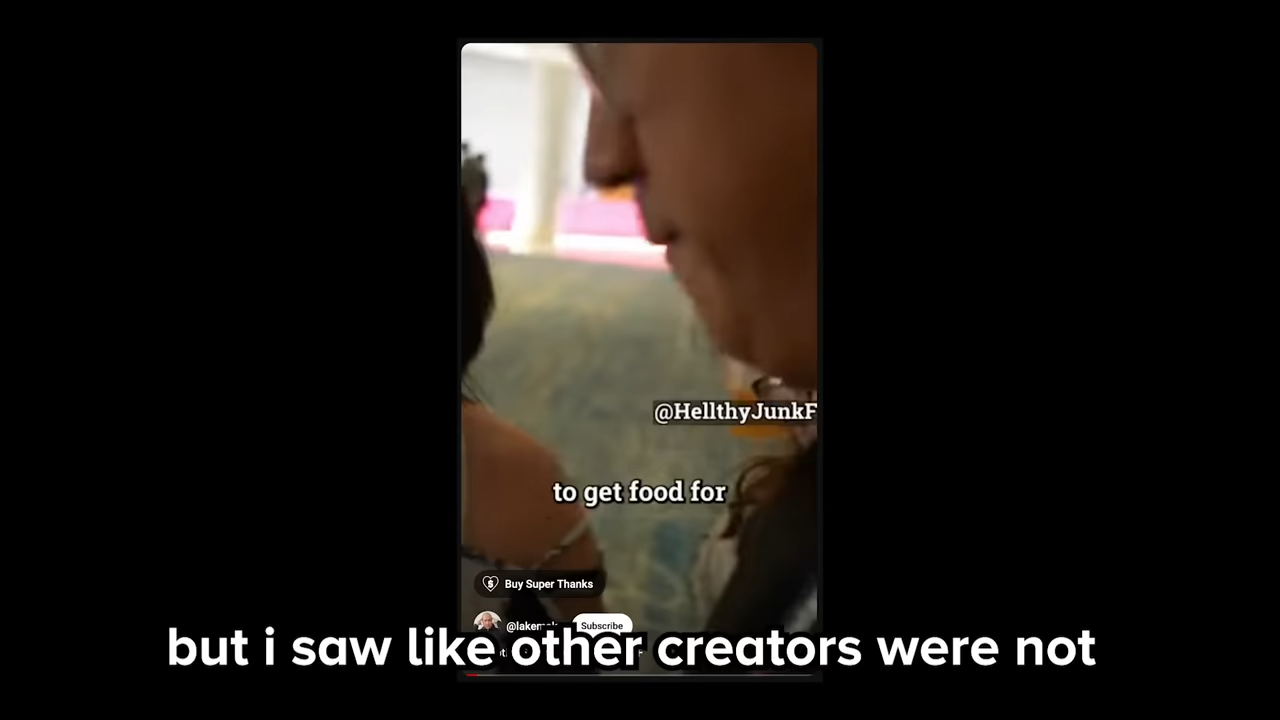 @HellthyJunkF
to get food for
Buy Super Thanks
Subscribe
but i saw like other creators were not